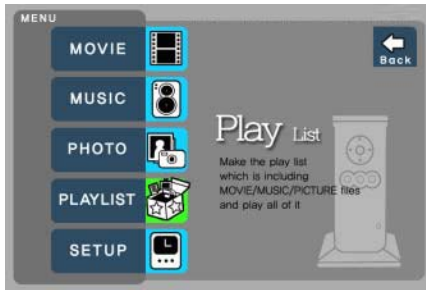 MENU
MOVIE
MUSIC
PHOTO
PLAYLIST
SETUP
Back
Play List
Make the play list
which is including
MOVIE/MUSIC/PICTURE files
and play all of it